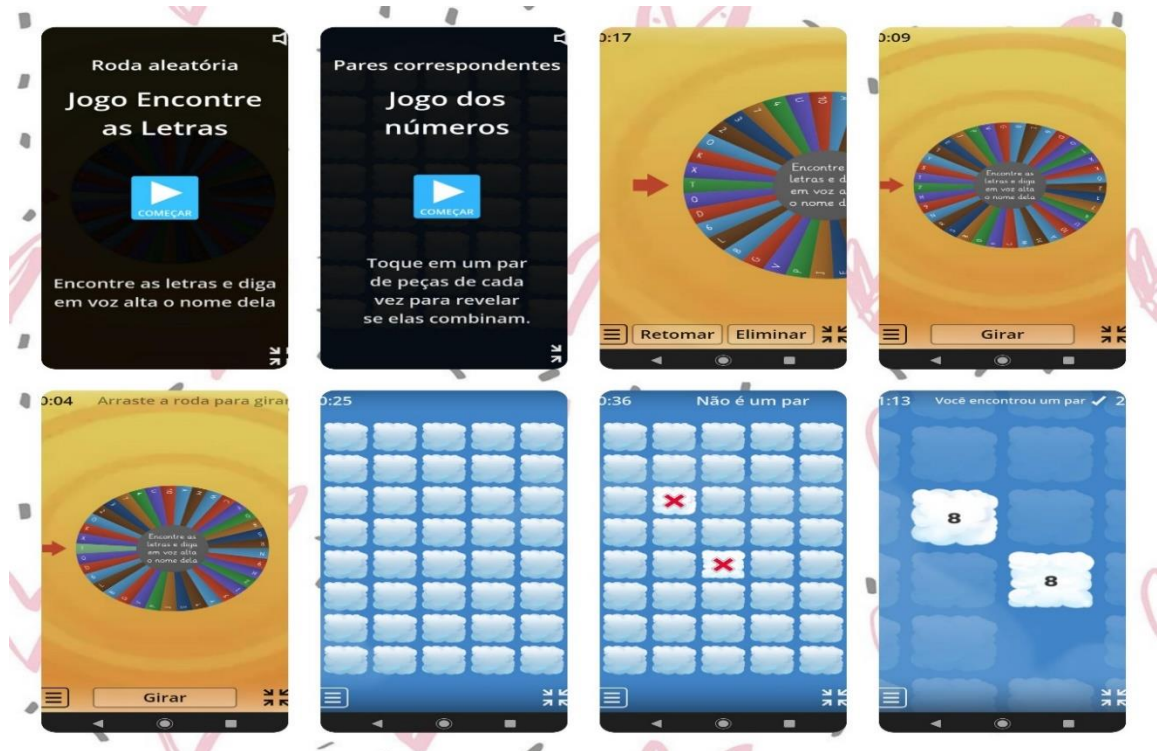 Roda aleatória
Jogo Encontre
as Letras
COMEÇAR
Encontre as letras e diga
em voz alta o nome dela
Pares correspondentes
Jogo dos
números
COMEÇAR
Toque em um par
de peças de cada
vez para revelar
se elas combinam.
0:17
Encontre
letras e d
em voz a
o nome d
Retomar Eliminar
0:09
Encontre as
letras e diga
em voz alta
o nome dela
Girar
0:04 Arraste a roda para girar
Encontre as
letras e diga
em voz alta
o nome dela
Girar
0:25
0:36 Não é um par
1:13 Você encontrou um par 2
8
8